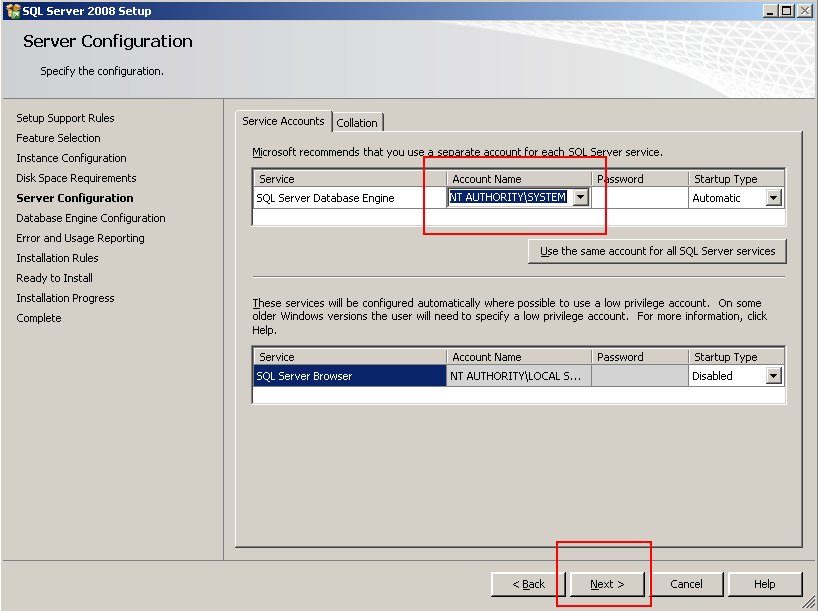 SQL Server 2008 Setup
Server Configuration
Specify the configuration.
Setup Support Rules
Feature Selection
Instance Configuration
Disk Space Requirements
Server Configuration
Database Engine Configuration
Error and Usage Reporting
Installation Rules
Ready to Install
Installation Progress
Complete
Service Accounts Collation
Microsoft recommends that you use a separate account for each SQL Server service.
Service Account Name Password Startup Type
SQL Server Database Engine NT AUTHORITY\SYSTEM Automatic
Use the same account for all SQL Server services
These services will be configured automatically where possible to use a low privilege account. On some
older Windows versions the user will need to specify a low privilege account. For more information, click
Help.
Service Account Name Password Startup Type
SQL Server Browser NT AUTHORITY\LOCAL S... Disabled
< Back Next > Cancel Help